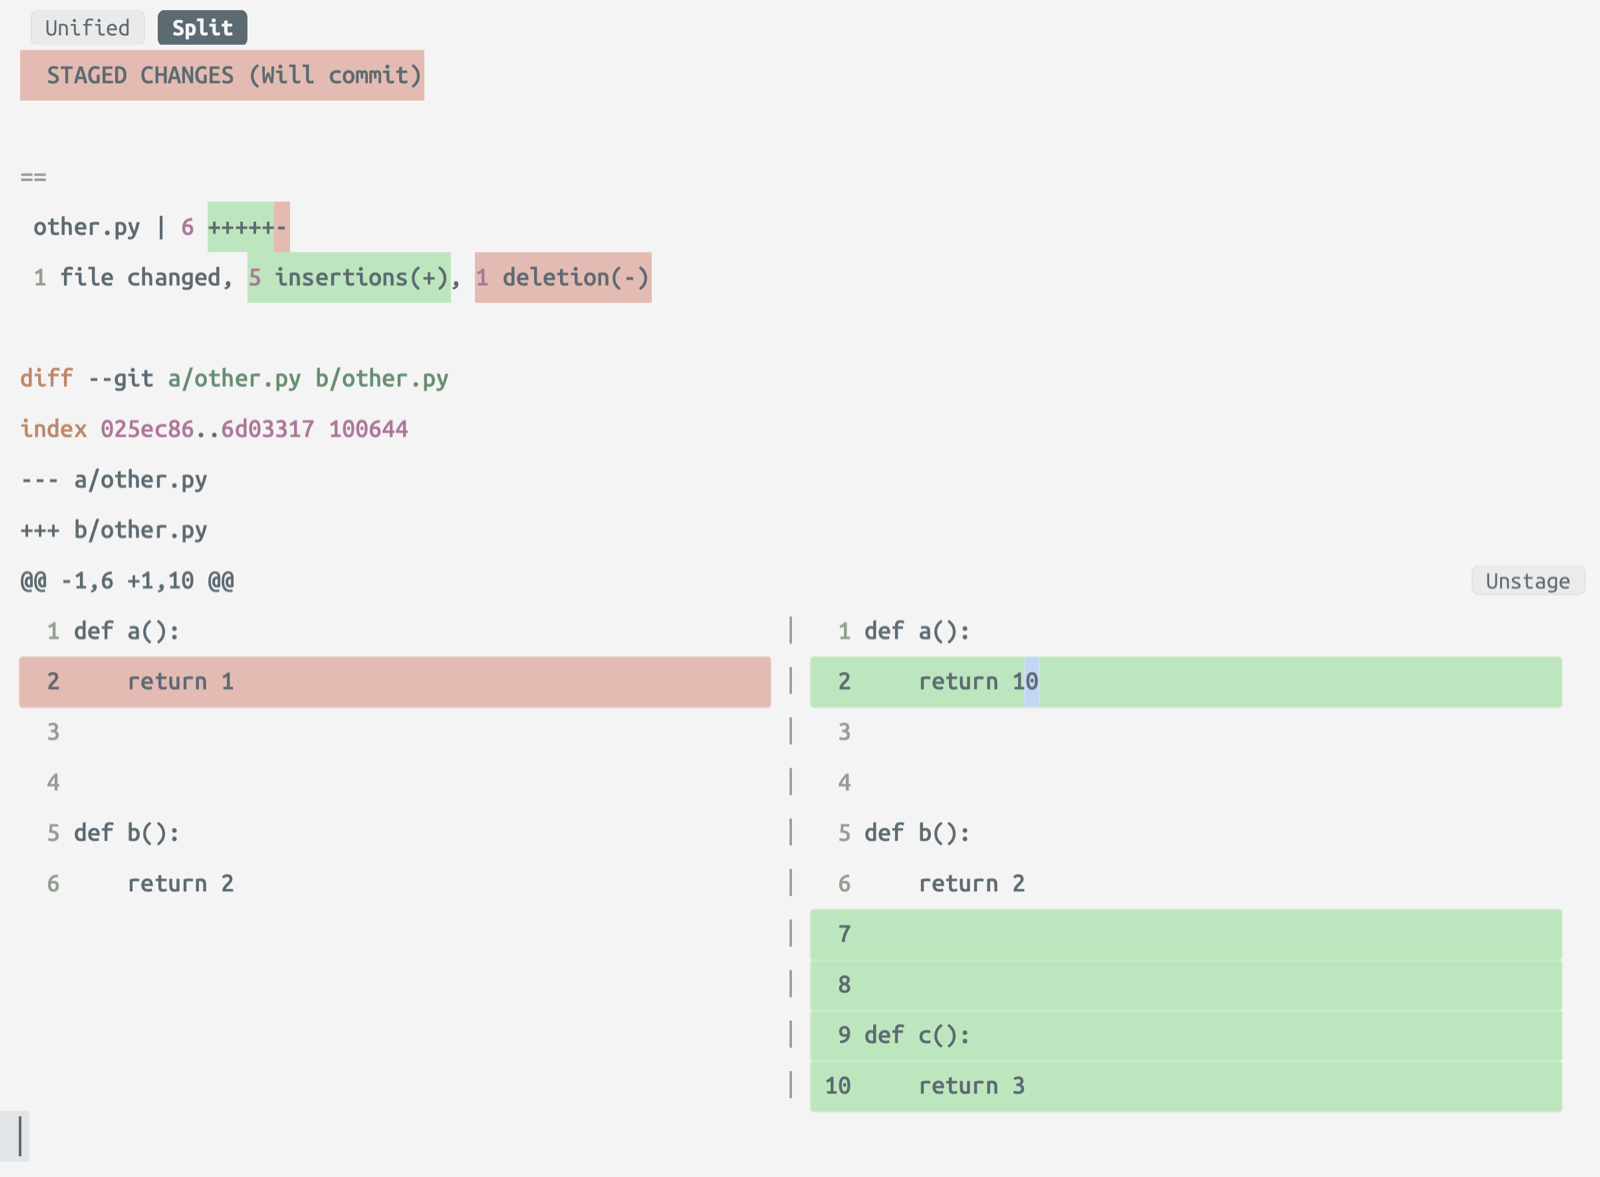 Unified Split
STAGED CHANGES (Will commit)
==
other.py | 6 +++++-
1 file changed, 5 insertions(+), 1 deletion(-)
diff --git a/other.py b/other.py
index 025ec86..6d03317 100644
--- a/other.py
+++ b/other.py
@@ -1,6 +1,10 @@ Unstage
1 def a(): | 1 def a():
2     return 1 | 2     return 10
3 | 3
4 | 4
5 def b(): | 5 def b():
6     return 2 | 6     return 2
| 7
| 8
| 9 def c():
| 10     return 3